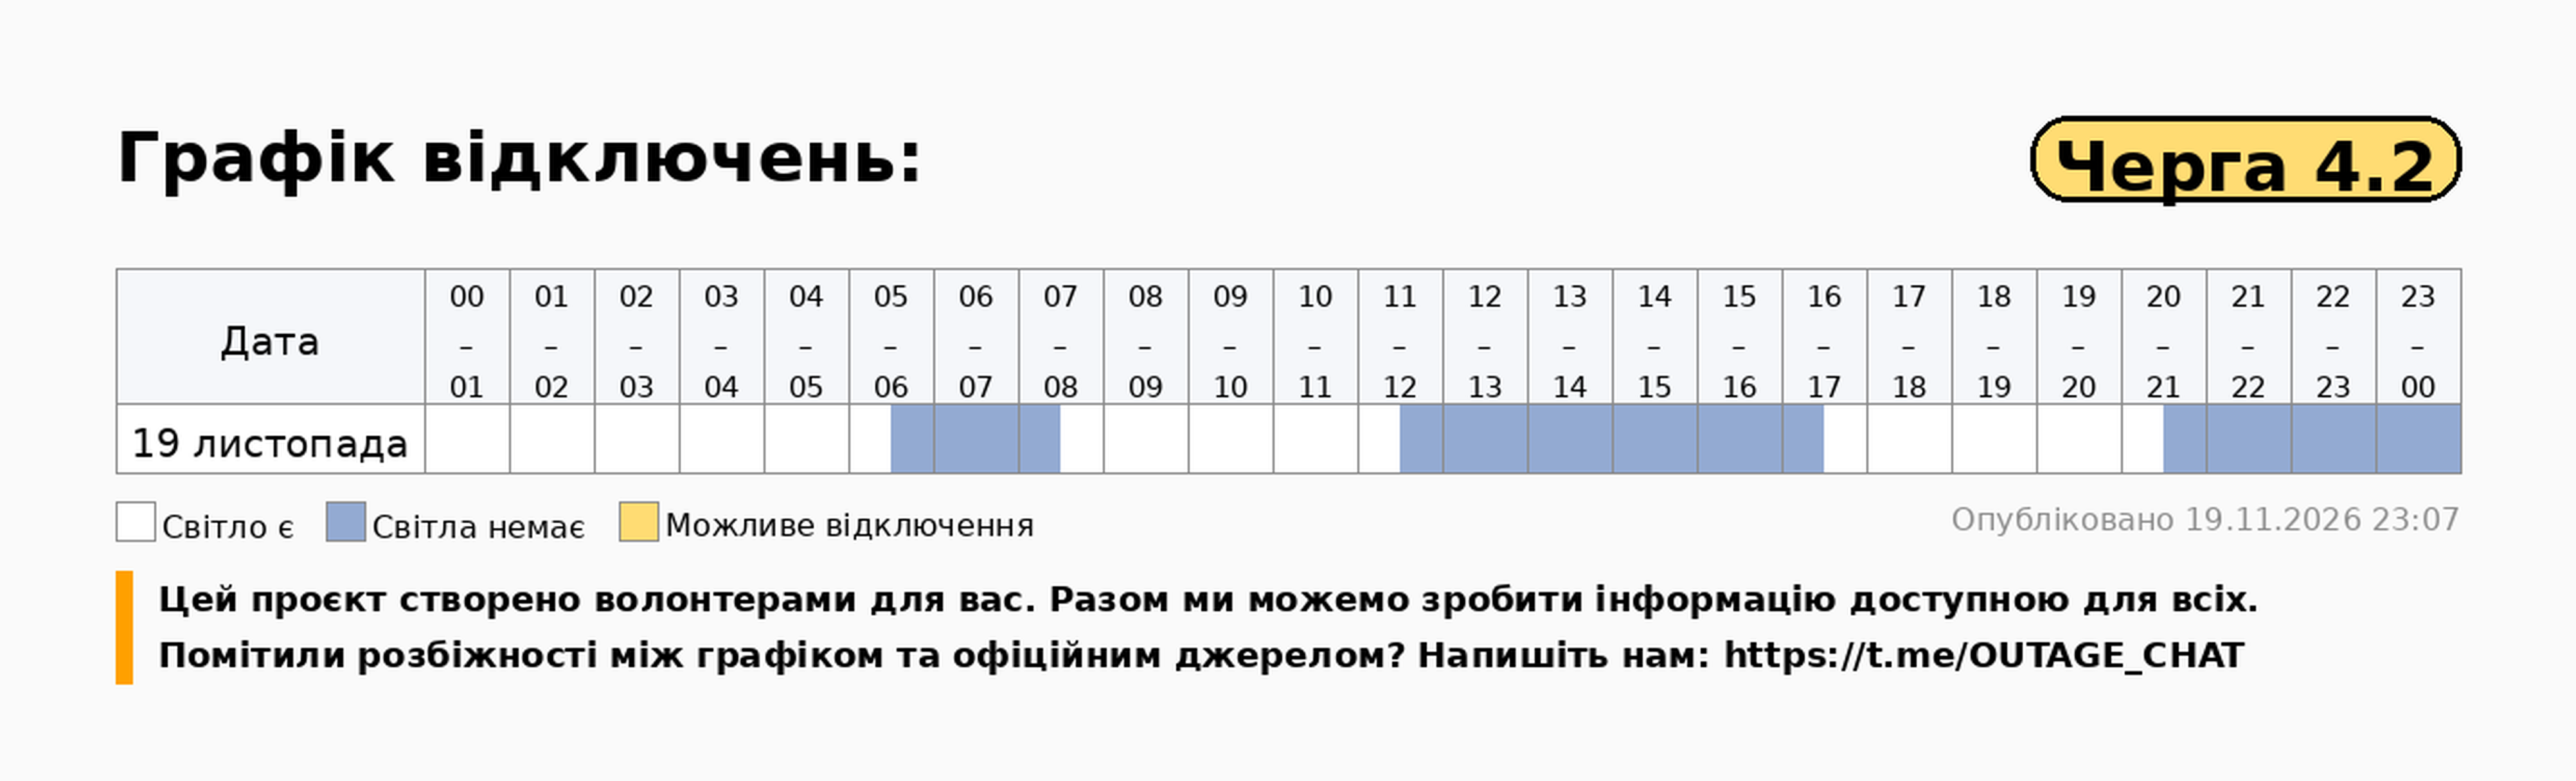 Графік відключень:
Черга 4.2
Дата
00 – 01
01 – 02
02 – 03
03 – 04
04 – 05
05 – 06
06 – 07
07 – 08
08 – 09
09 – 10
10 – 11
11 – 12
12 – 13
13 – 14
14 – 15
15 – 16
16 – 17
17 – 18
18 – 19
19 – 20
20 – 21
21 – 22
22 – 23
23 – 00
19 листопада
Світло є
Світла немає
Можливе відключення
Опубліковано 19.11.2026 23:07
Цей проєкт створено волонтерами для вас. Разом ми можемо зробити інформацію доступною для всіх.
Помітили розбіжності між графіком та офіційним джерелом? Напишіть нам: https://t.me/OUTAGE_CHAT